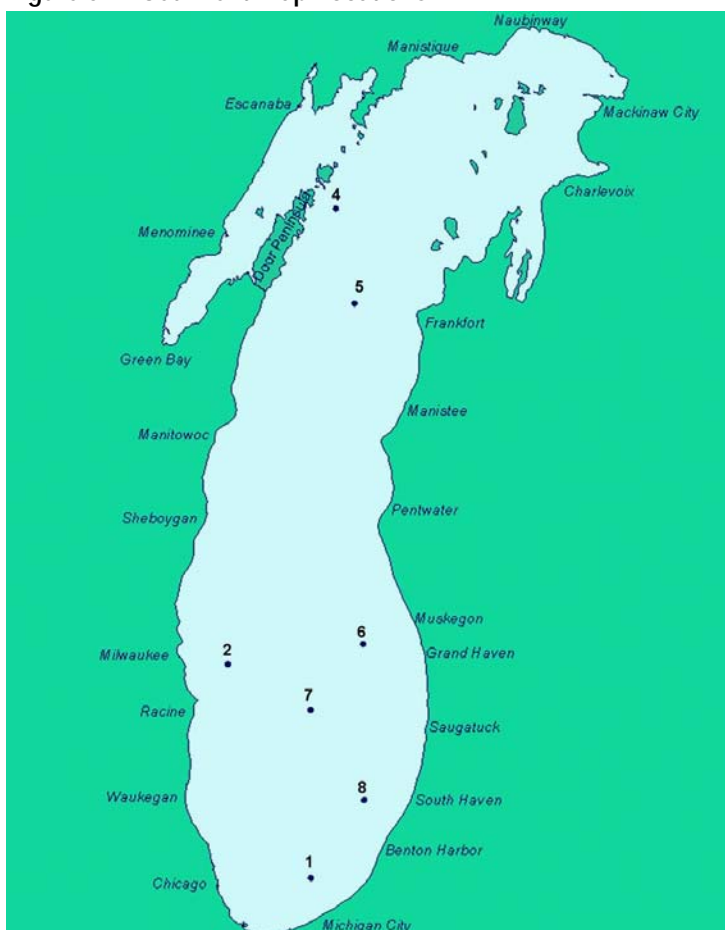 Naubinway
Manistique
Escanaba
Mackinaw City
Charlevoix
4
Door Peninsula
Menominee
5
Frankfort
Green Bay
Manistee
Manitowoc
Pentwater
Sheboygan
Muskegon
6
Grand Haven
Milwaukee
2
7
Racine
Saugatuck
Waukegan
8
South Haven
Benton Harbor
1
Chicago
Michigan City